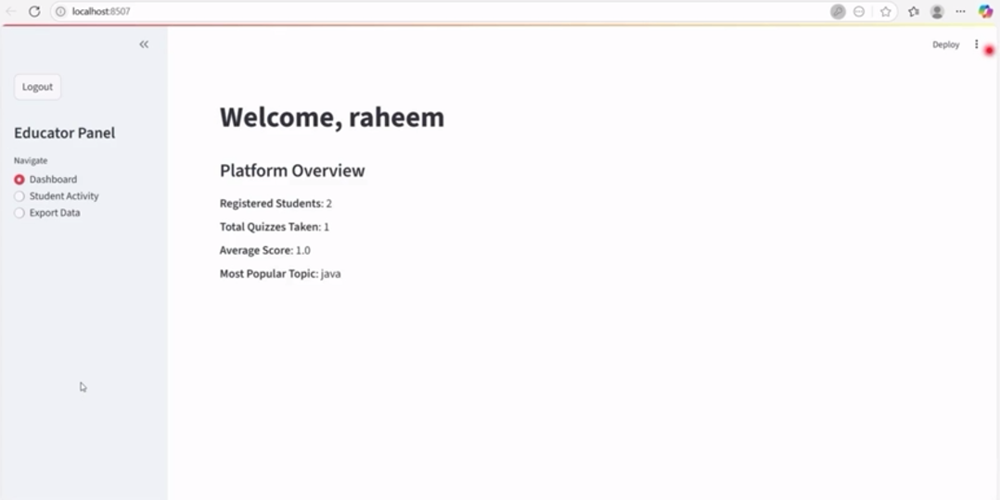 localhost:8507
Deploy
Logout
Educator Panel
Navigate
Dashboard
Student Activity
Export Data
Welcome, raheem
Platform Overview
Registered Students: 2
Total Quizzes Taken: 1
Average Score: 1.0
Most Popular Topic: java